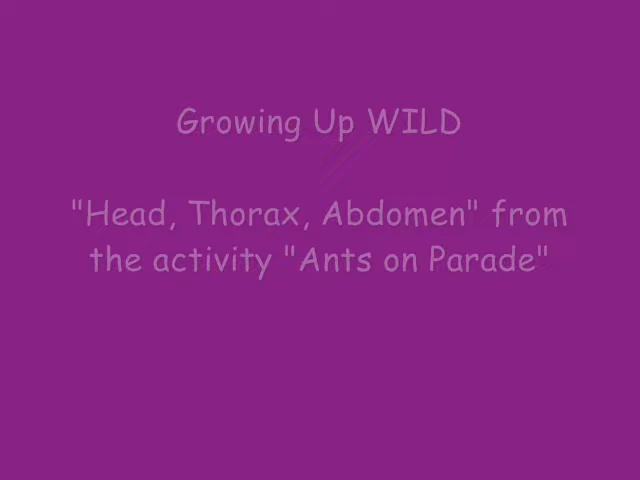 Growing Up WILD
"Head, Thorax, Abdomen" from
the activity "Ants on Parade"